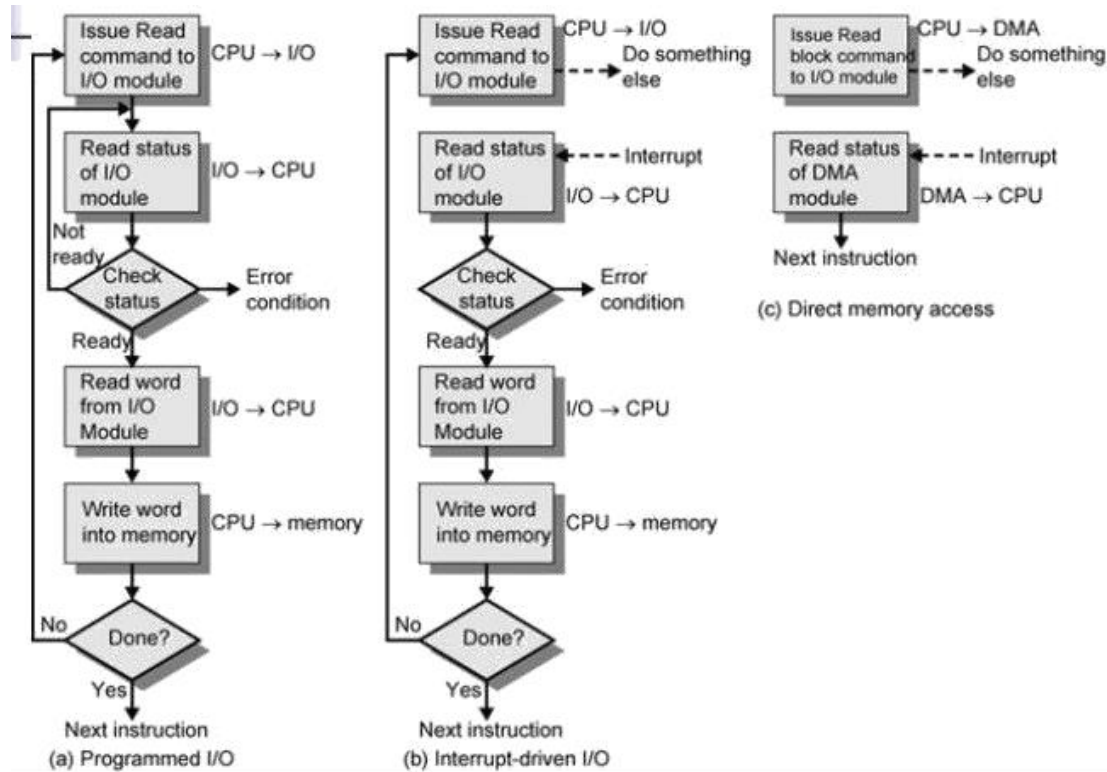 Issue Read
command to
I/O module
CPU → I/O
Read status
of I/O
module
I/O → CPU
Not
ready
Check
status
Error
condition
Ready
Read word
from I/O
Module
I/O → CPU
Write word
into memory
CPU → memory
No
Done?
Yes
Next instruction
(a) Programmed I/O
Issue Read
command to
I/O module
CPU → I/O
Do something
else
Read status
of I/O
module
Interrupt
I/O → CPU
Check
status
Error
condition
Ready
Read word
from I/O
Module
I/O → CPU
Write word
into memory
CPU → memory
No
Done?
Yes
Next instruction
(b) Interrupt-driven I/O
Issue Read
block command
to I/O module
CPU → DMA
Do something
else
Read status
of DMA
module
Interrupt
DMA → CPU
Next instruction
(c) Direct memory access